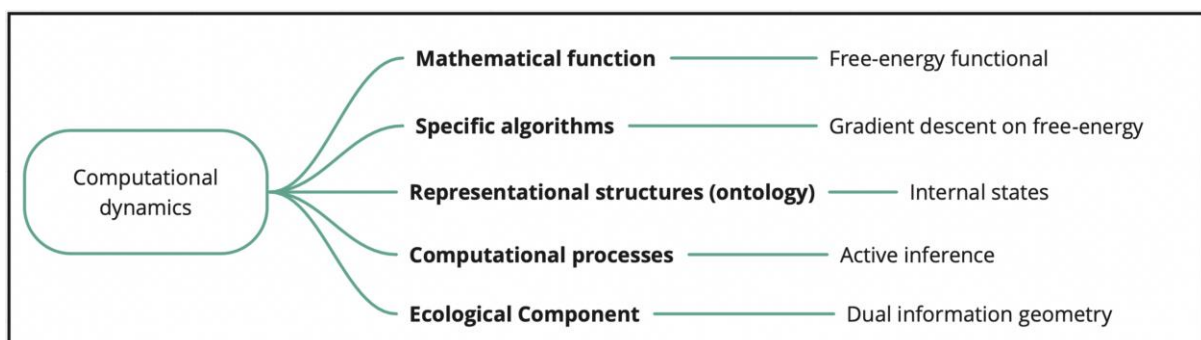 Computational
dynamics
Mathematical function Free-energy functional
Specific algorithms Gradient descent on free-energy
Representational structures (ontology) Internal states
Computational processes Active inference
Ecological Component Dual information geometry